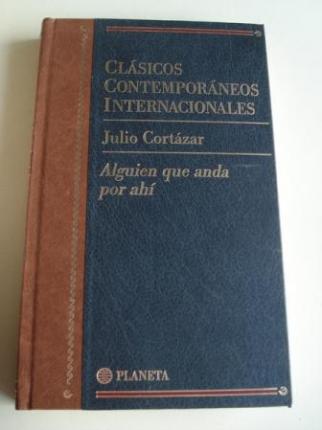 CLÁSICOS
CONTEMPORÁNEOS
INTERNACIONALES
Julio Cortázar
Alguien que anda
por ahí
PLANETA